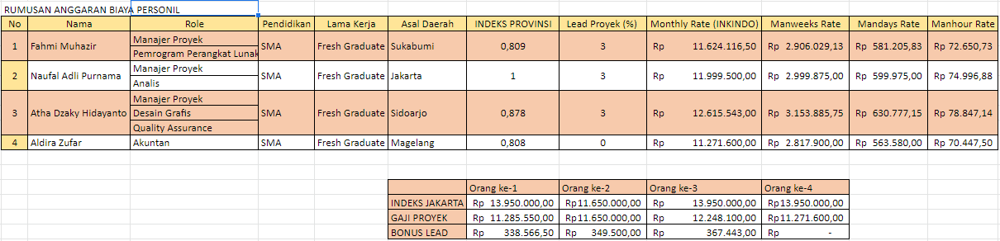 RUMUSAN ANGGARAN BIAYA PERSONIL
No Nama Role Pendidikan Lama Kerja Asal Daerah INDEKS PROVINSI Lead Proyek (%) Monthly Rate (INKINDO) Manweeks Rate Mandays Rate Manhour Rate
1 Fahmi Muhazir Manajer Proyek SMA Fresh Graduate Sukabumi 0,809 3 Rp 11.624.116,50 Rp 2.906.029,13 Rp 581.205,83 Rp 72.650,73
Pemrogram Perangkat Lunak
2 Naufal Adli Purnama Manajer Proyek SMA Fresh Graduate Jakarta 1 3 Rp 11.999.500,00 Rp 2.999.875,00 Rp 599.975,00 Rp 74.996,88
Analis
3 Atha Dzaky Hidayanto Manajer Proyek SMA Fresh Graduate Sidoarjo 0,878 3 Rp 12.615.543,00 Rp 3.153.885,75 Rp 630.777,15 Rp 78.847,14
Desain Grafis
Quality Assurance
4 Aldira Zufar Akuntan SMA Fresh Graduate Magelang 0,808 0 Rp 11.271.600,00 Rp 2.817.900,00 Rp 563.580,00 Rp 70.447,50
Orang ke-1 Orang ke-2 Orang ke-3 Orang ke-4
INDEKS JAKARTA Rp 13.950.000,00 Rp11.650.000,00 Rp 13.950.000,00 Rp13.950.000,00
GAJI PROYEK Rp 11.285.550,00 Rp11.650.000,00 Rp 12.248.100,00 Rp11.271.600,00
BONUS LEAD Rp 338.566,50 Rp 349.500,00 Rp 367.443,00 Rp -